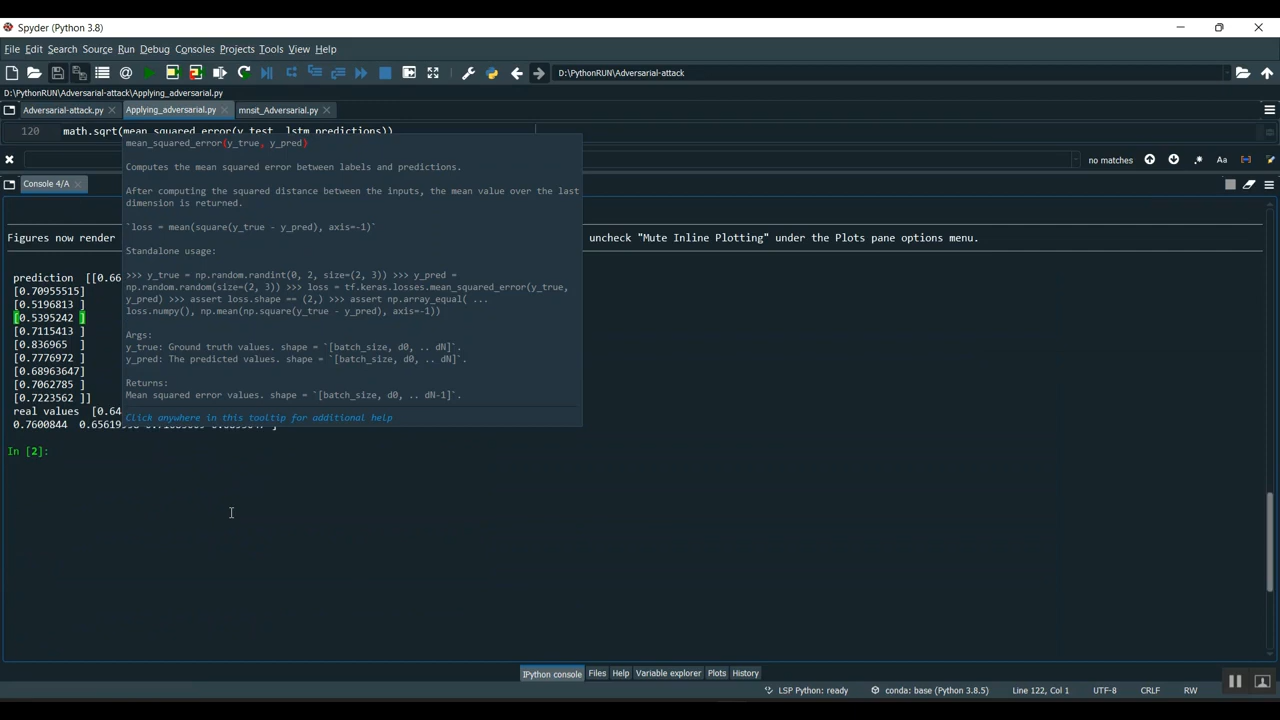 Spyder (Python 3.8)
File Edit Search Source Run Debug Consoles Projects Tools View Help
D:\PythonRUN\Adversarial-attack
D:\PythonRUN\Adversarial-attack\Applying_adversarial.py
Adversarial-attack.py Applying_adversarial.py mnsit_Adversarial.py
120 math.sqrt(mean_squared_error(y_test, lstm_predictions))
mean_squared_error(y_true, y_pred)
no matches Aa
Computes the mean squared error between labels and predictions.
Console 4/A
After computing the squared distance between the inputs, the mean value over the last
dimension is returned.
`loss = mean(square(y_true - y_pred), axis=-1)`
Figures now render uncheck "Mute Inline Plotting" under the Plots pane options menu.
Standalone usage:
>>> y_true = np.random.randint(0, 2, size=(2, 3)) >>> y_pred =
np.random.random(size=(2, 3)) >>> loss = tf.keras.losses.mean_squared_error(y_true,
y_pred) >>> assert loss.shape == (2,) >>> assert np.array_equal( ...
loss.numpy(), np.mean(np.square(y_true - y_pred), axis=-1))
Args:
y_true: Ground truth values. shape = `[batch_size, d0, .. dN]`.
y_pred: The predicted values. shape = `[batch_size, d0, .. dN]`.
Returns:
Mean squared error values. shape = `[batch_size, d0, .. dN-1]`.
Click anywhere in this tooltip for additional help
prediction [[0.66
[0.70955515]
[0.5196813 ]
[0.5395242 ]
[0.7115413 ]
[0.836965 ]
[0.7776972 ]
[0.68963647]
[0.7062785 ]
[0.7223562 ]]
real values [0.64
0.7600844
In [2]:
IPython console Files Help Variable explorer Plots History
LSP Python: ready conda: base (Python 3.8.5) Line 122, Col 1 UTF-8 CRLF RW